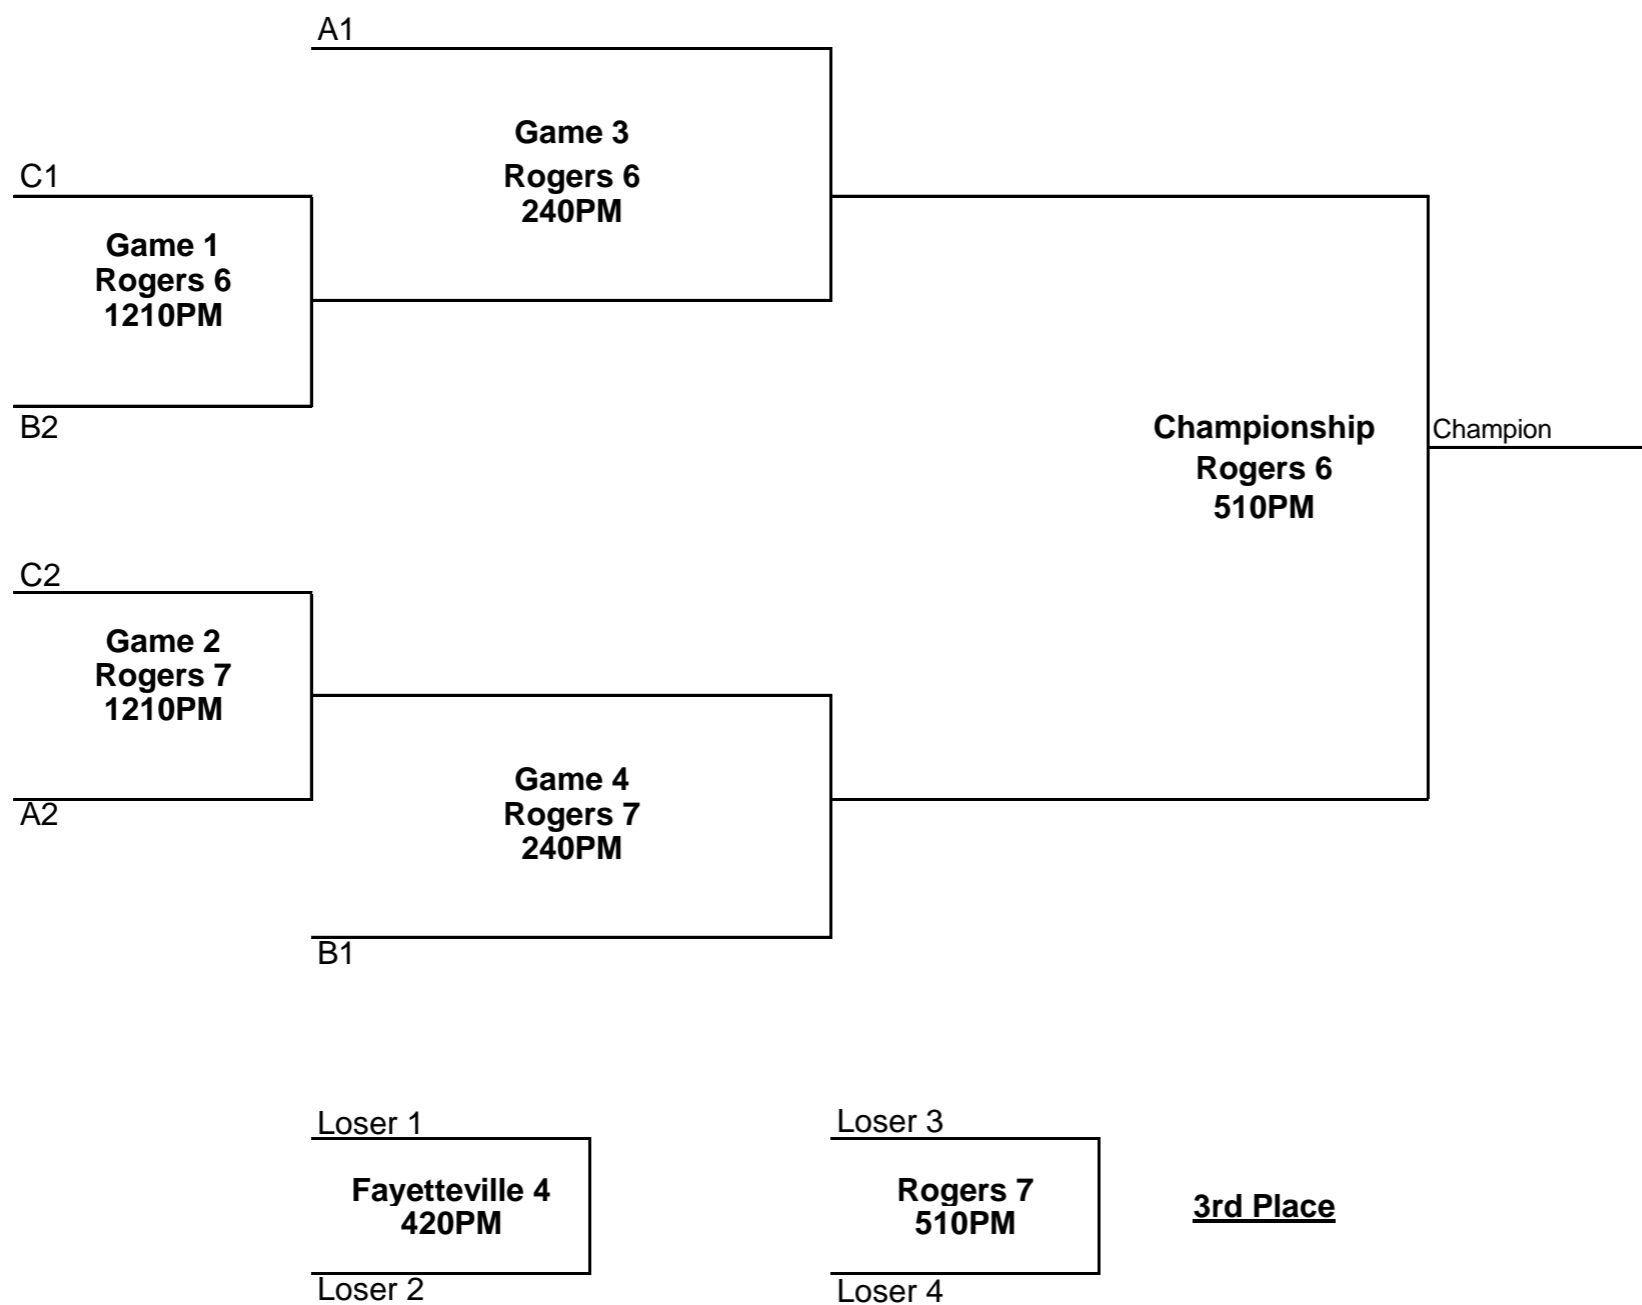 A1
Game 3
Rogers 6
240PM
C1
Game 1
Rogers 6
1210PM
B2
Championship
Rogers 6
510PM
Champion
C2
Game 2
Rogers 7
1210PM
A2
Game 4
Rogers 7
240PM
B1
Loser 1
Fayetteville 4
420PM
Loser 2
Loser 3
Rogers 7
510PM
Loser 4
3rd Place